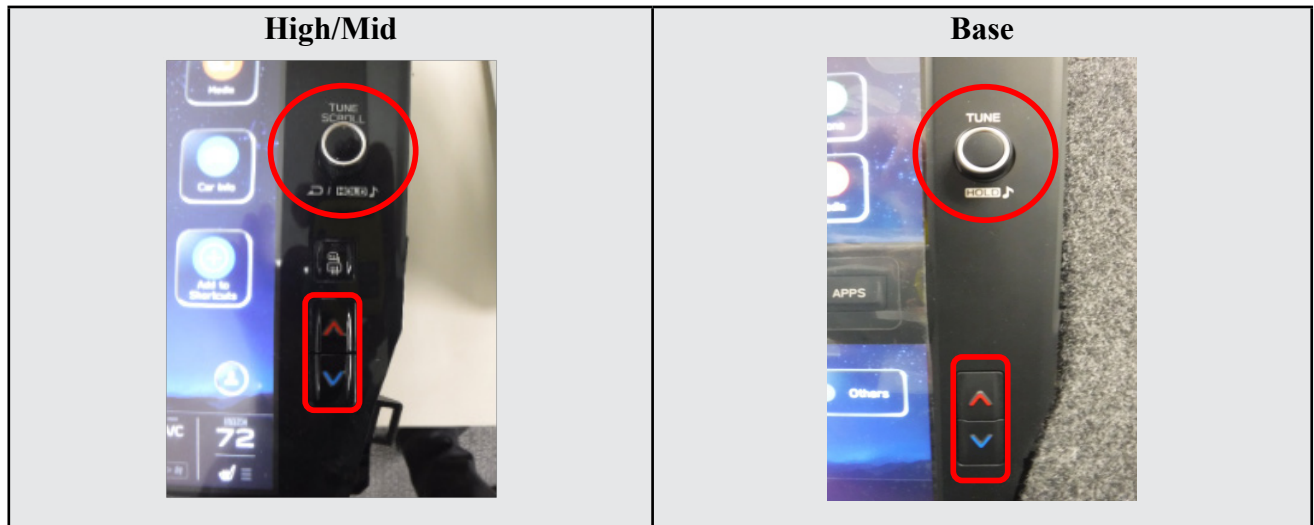 High/Mid
Media
TUNE
SCROLL
Car Info
/ HOLD
Add to
Shortcuts
72
Base
TUNE
HOLD
APPS
Others